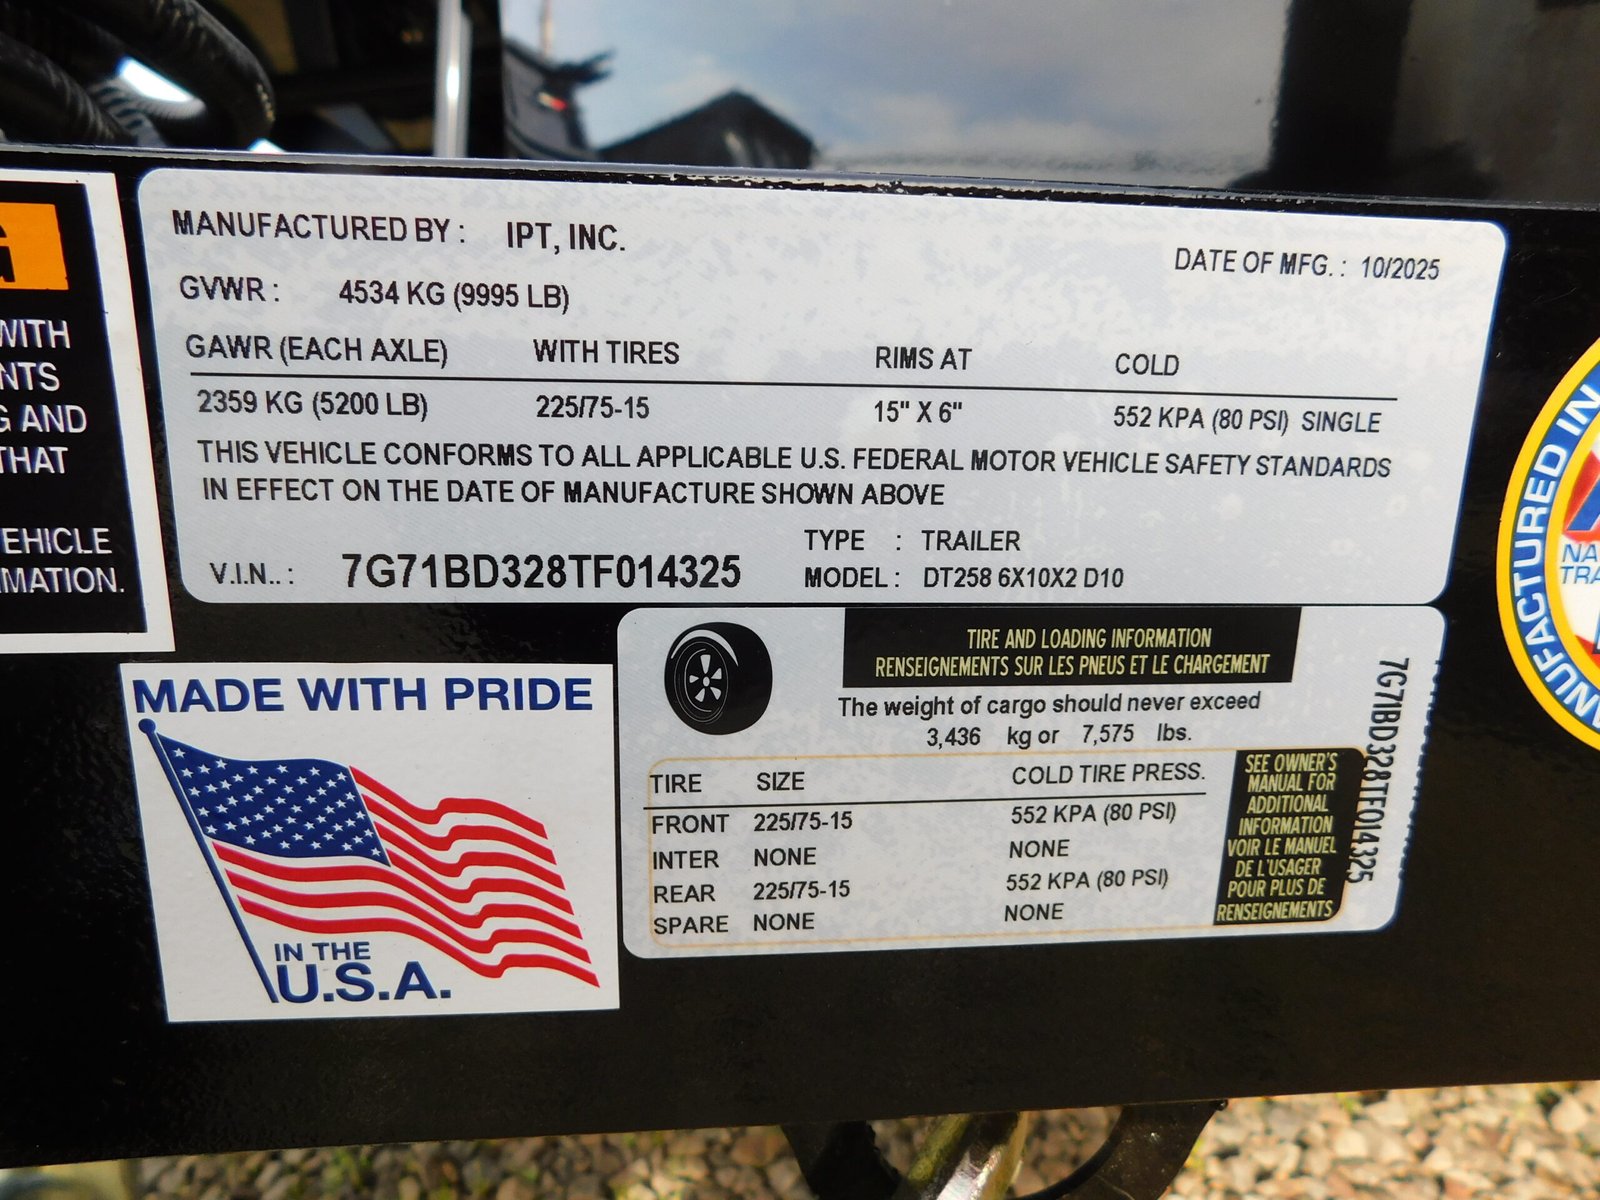 MANUFACTURED BY : IPT, INC.
DATE OF MFG. : 10/2025
GVWR : 4534 KG (9995 LB)
GAWR (EACH AXLE) WITH TIRES RIMS AT COLD
2359 KG (5200 LB) 225/75-15 15" X 6" 552 KPA (80 PSI) SINGLE
THIS VEHICLE CONFORMS TO ALL APPLICABLE U.S. FEDERAL MOTOR VEHICLE SAFETY STANDARDS
IN EFFECT ON THE DATE OF MANUFACTURE SHOWN ABOVE
TYPE : TRAILER
V.I.N.. : 7G71BD328TF014325
MODEL : DT258 6X10X2 D10
WITH
AND
THAT
MADE WITH PRIDE
IN THE
U.S.A.
TIRE AND LOADING INFORMATION
RENSEIGNEMENTS SUR LES PNEUS ET LE CHARGEMENT
The weight of cargo should never exceed
3,436 kg or 7,575 lbs.
TIRE SIZE COLD TIRE PRESS.
FRONT 225/75-15 552 KPA (80 PSI)
INTER NONE NONE
REAR 225/75-15 552 KPA (80 PSI)
SPARE NONE NONE
SEE OWNER'S
MANUAL FOR
ADDITIONAL
INFORMATION
VOIR LE MANUEL
DE L'USAGER
POUR PLUS DE
RENSEIGNEMENTS
7G71BD328TF014325
MANUFACTURED IN